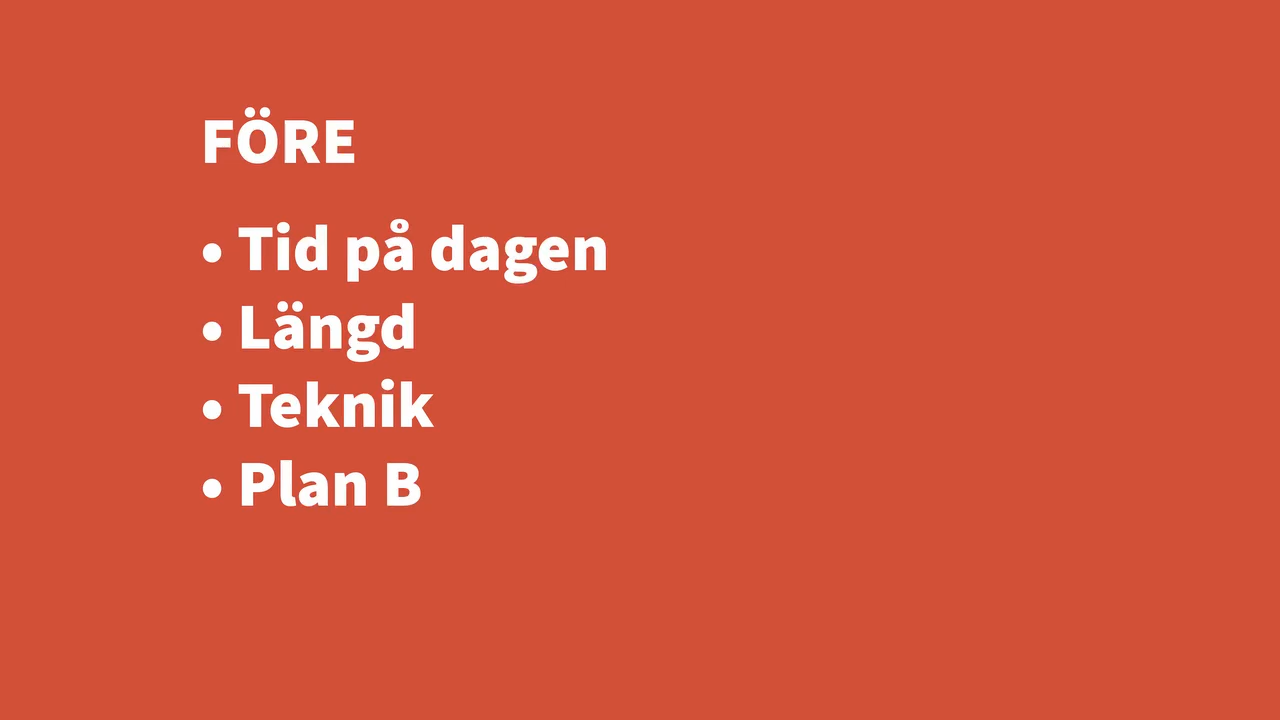 FÖRE
• Tid på dagen
• Längd
• Teknik
• Plan B